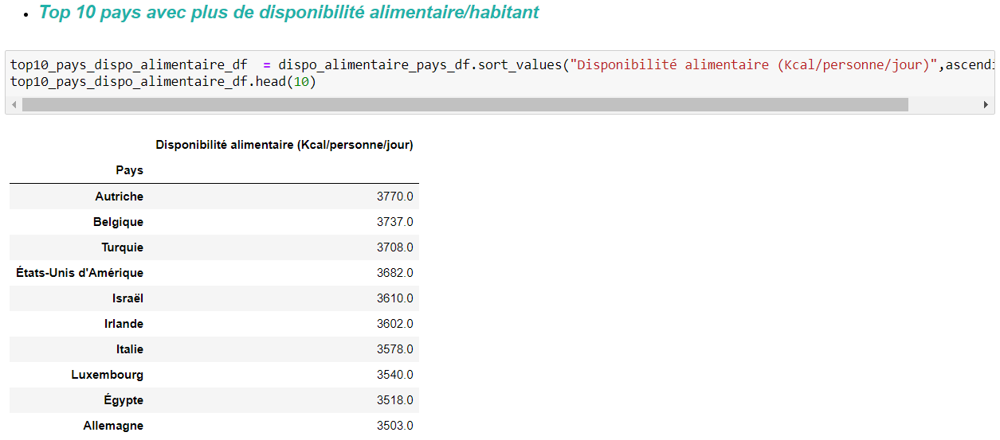 Top 10 pays avec plus de disponibilité alimentaire/habitant
top10_pays_dispo_alimentaire_df = dispo_alimentaire_pays_df.sort_values("Disponibilité alimentaire (Kcal/personne/jour)",ascendi
top10_pays_dispo_alimentaire_df.head(10)
Disponibilité alimentaire (Kcal/personne/jour)
Pays
Autriche 3770.0
Belgique 3737.0
Turquie 3708.0
États-Unis d'Amérique 3682.0
Israël 3610.0
Irlande 3602.0
Italie 3578.0
Luxembourg 3540.0
Égypte 3518.0
Allemagne 3503.0